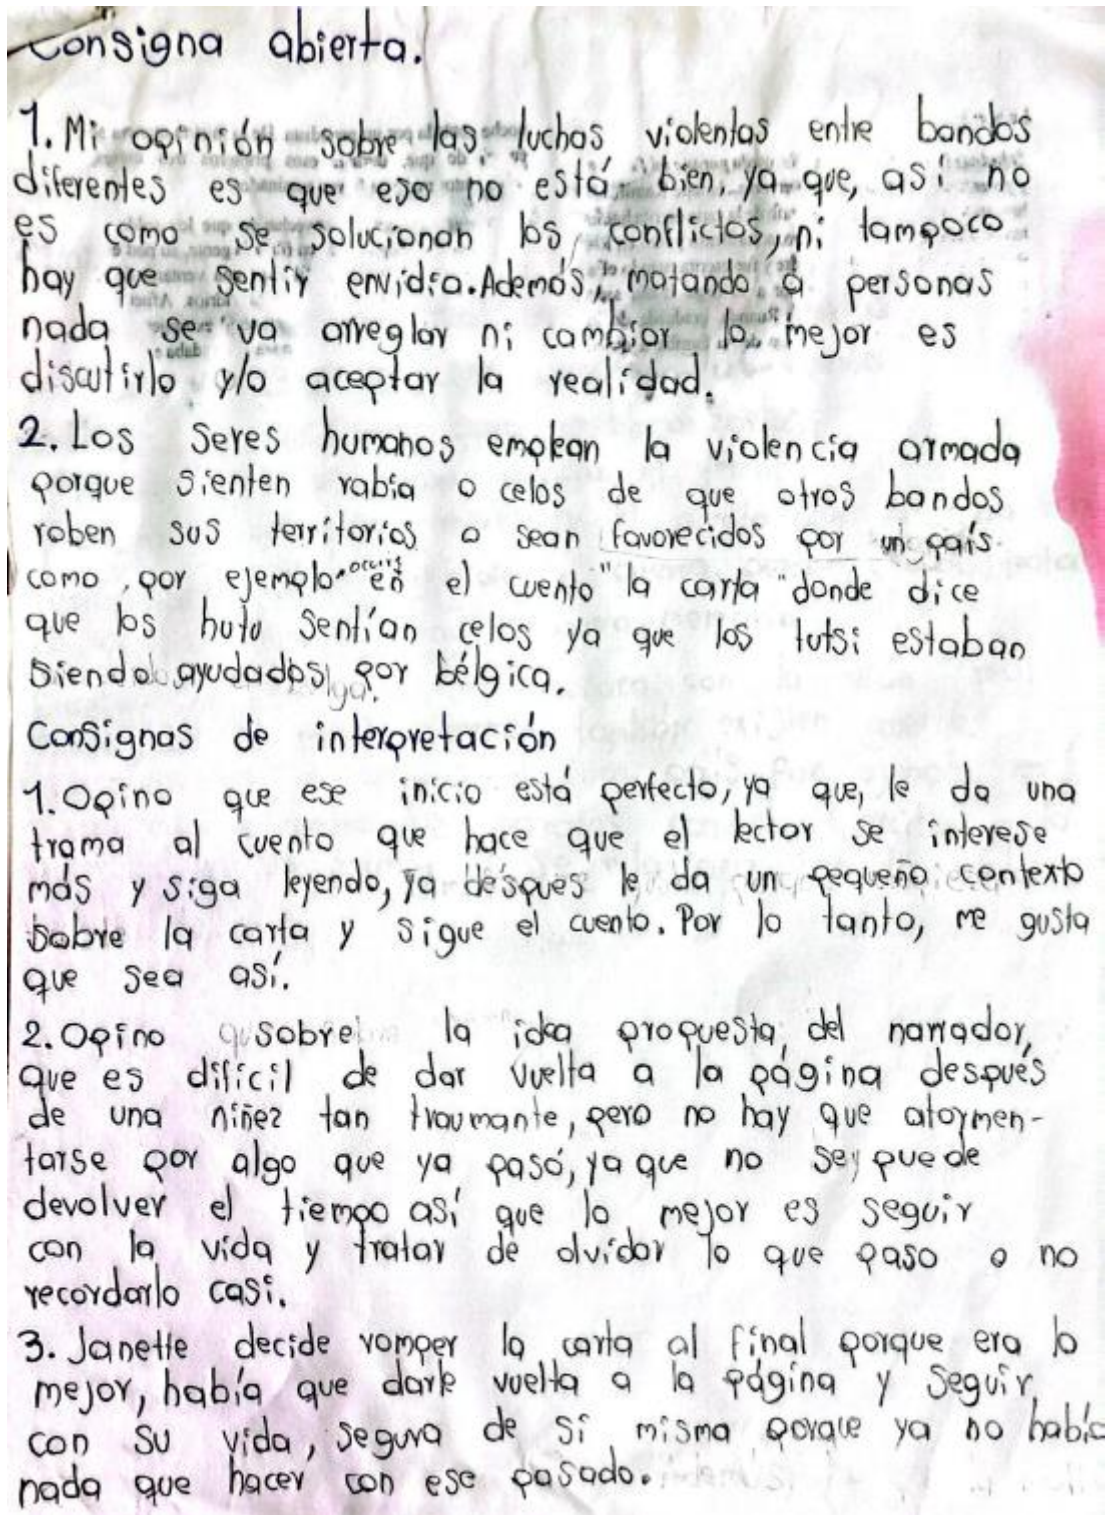 Consigna abierta.
1. Mi opinión sobre las luchas violentas entre bandos
diferentes es que eso no está bien, ya que, así no
es como se solucionan los conflictos, ni tampoco
hay que sentir envidia. Además, matando a personas
nada se va arreglar ni cambiar lo mejor es
discutirlo y/o aceptar la realidad.
2. Los seres humanos emplean la violencia armada
porque sienten rabia o celos de que otros bandos
roben sus territorios o sean favorecidos por un país
como por ejemplo ocurre en el cuento "la carta" donde dice
que los hutu sentían celos ya que los tutsi estaban
siendo ayudados por bélgica.
Consignas de interpretación
1. Opino que ese inicio está perfecto, ya que, le da una
trama al cuento que hace que el lector se interese
más y siga leyendo, ya déspues le da un pequeño contexto
sobre la carta y sigue el cuento. Por lo tanto, me gusta
que sea así.
2. Opino sobre la idea propuesta del narrador,
que es difícil de dar vuelta a la página después
de una niñez tan traumante, pero no hay que atormen-
tarse por algo que ya pasó, ya que no se puede
devolver el tiempo así que lo mejor es seguir
con la vida y tratar de olvidar lo que paso o no
recordarlo casi.
3. Janette decide romper la carta al final porque era lo
mejor, había que darle vuelta a la página y seguir
con su vida, segura de sí misma porque ya no había
nada que hacer con ese pasado.